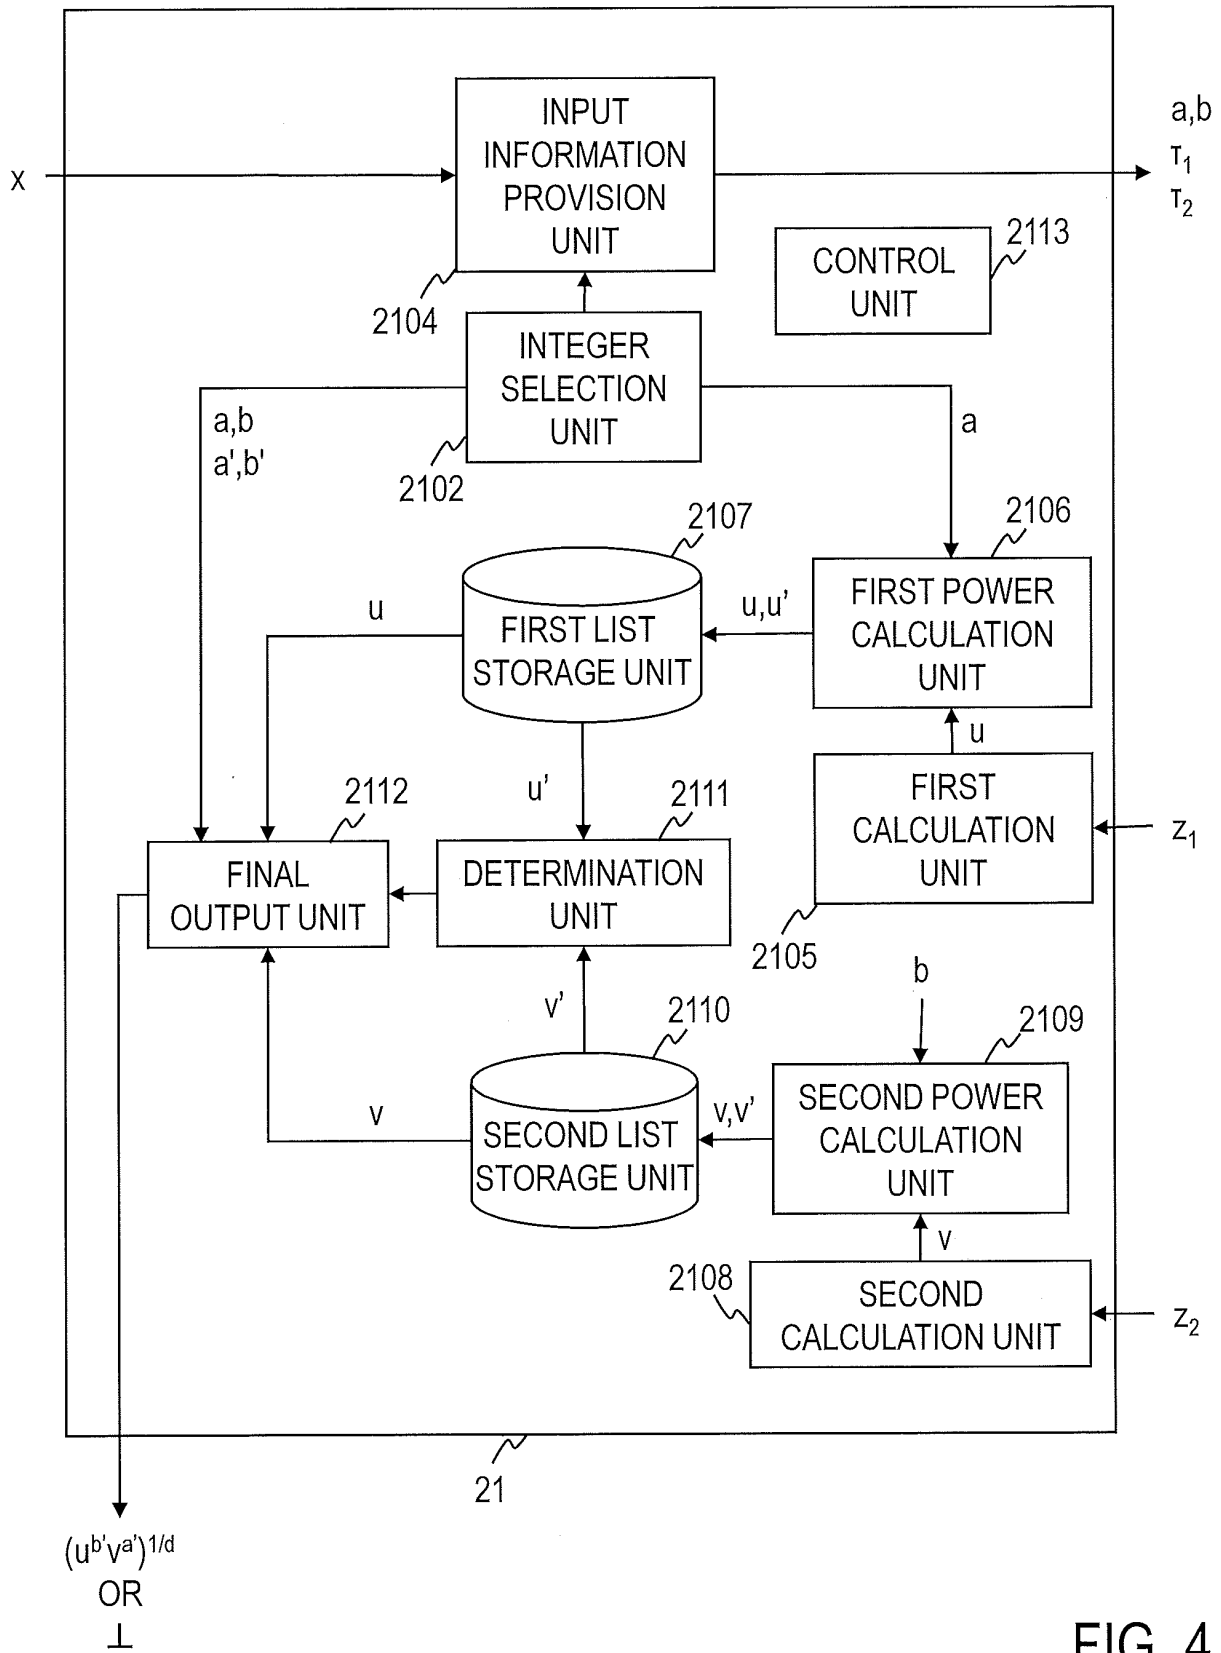 INPUT
INFORMATION
PROVISION
UNIT
a,b
τ₁
τ₂
x
2104
CONTROL
UNIT
2113
INTEGER
SELECTION
UNIT
2102
a,b
a',b'
a
2107
2106
FIRST LIST
STORAGE UNIT
u
u,u'
FIRST POWER
CALCULATION
UNIT
u
u'
2112
2111
FIRST
CALCULATION
UNIT
z₁
2105
FINAL
OUTPUT UNIT
DETERMINATION
UNIT
b
v'
2110
2109
SECOND LIST
STORAGE UNIT
v
v,v'
SECOND POWER
CALCULATION
UNIT
v
2108
SECOND
CALCULATION UNIT
z₂
21
(u^b'v^a')^1/d
OR
⊥
FIG. 4